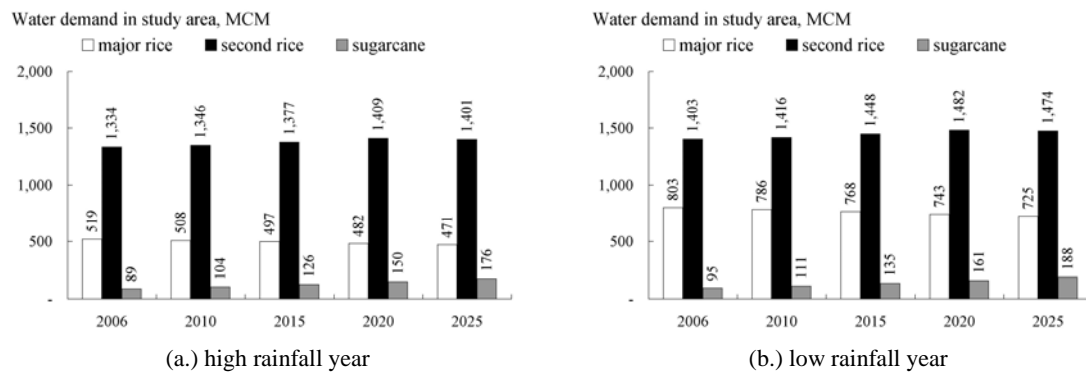 Water demand in study area, MCM
major rice second rice sugarcane
2,000
1,500
1,000
500
-
519 1,334 89
508 1,346 104
497 1,377 126
482 1,409 150
471 1,401 176
2006 2010 2015 2020 2025
(a.) high rainfall year
Water demand in study area, MCM
major rice second rice sugarcane
2,000
1,500
1,000
500
-
803 1,403 95
786 1,416 111
768 1,448 135
743 1,482 161
725 1,474 188
2006 2010 2015 2020 2025
(b.) low rainfall year